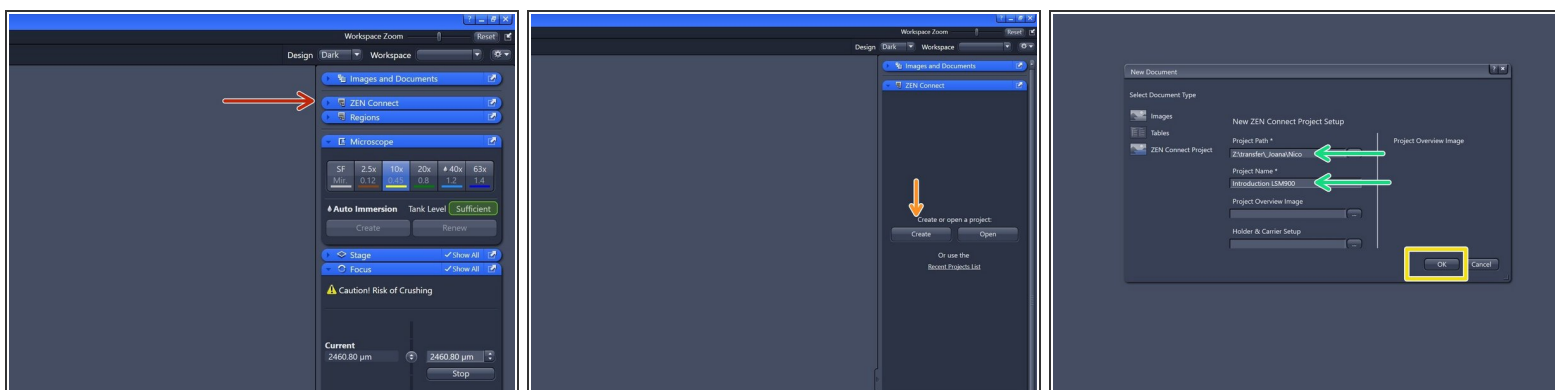 Workspace Zoom Reset
Design Dark Workspace
Images and Documents
ZEN Connect
Regions
Microscope
SF 2.5x 10x 20x 40x 63x
Mir. 0.12 0.45 0.8 1.2 1.4
Auto Immersion Tank Level Sufficient
Create Renew
Stage Show All
Focus Show All
Caution! Risk of Crushing
Current
2460.80 µm 2460.80 µm
Stop
Workspace Zoom Reset
Design Dark Workspace
Images and Documents
ZEN Connect
Create or open a project:
Create Open
Or use the
Recent Projects List
New Document
Select Document Type
Images
Tables
ZEN Connect Project
New ZEN Connect Project Setup
Project Path *
Z:\transfer\_Joana\Nico
Project Name *
Introduction LSM900
Project Overview Image
Holder & Carrier Setup
Project Overview Image
OK Cancel